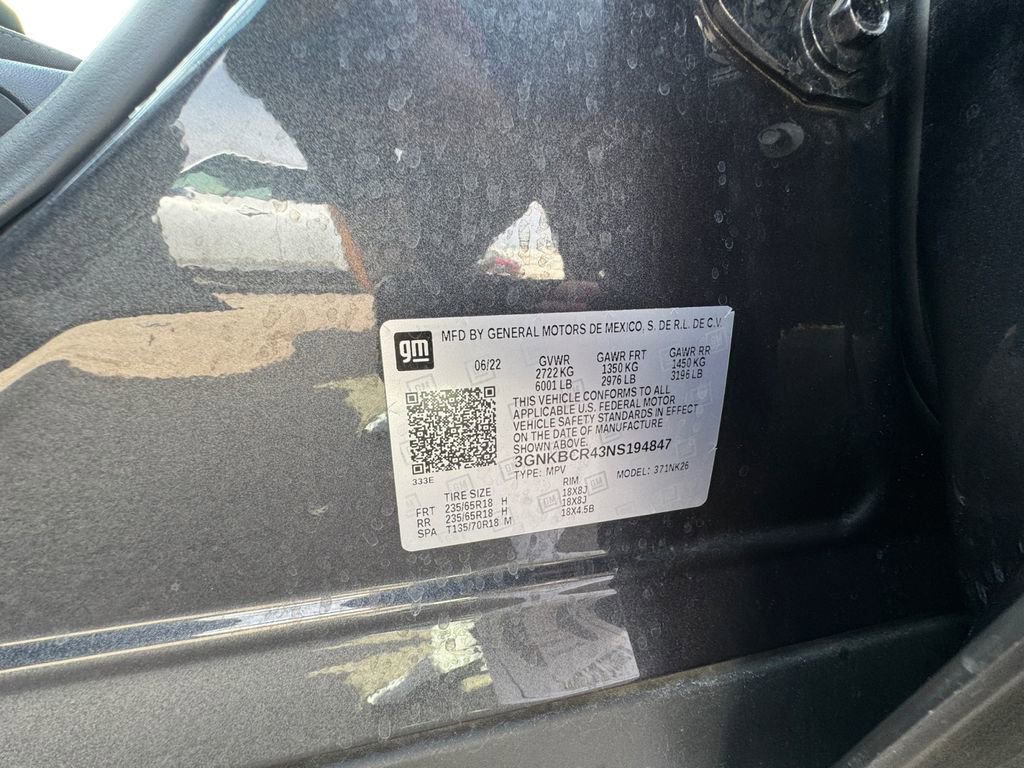 gm
MFD BY GENERAL MOTORS DE MEXICO, S. DE R.L. DE C.V.
06/22 GVWR GAWR FRT GAWR RR
2722 KG 1350 KG 1450 KG
6001 LB 2976 LB 3196 LB
THIS VEHICLE CONFORMS TO ALL
APPLICABLE U.S. FEDERAL MOTOR
VEHICLE SAFETY STANDARDS IN EFFECT
ON THE DATE OF MANUFACTURE
SHOWN ABOVE.
3GNKBCR43NS194847
333E
TYPE: MPV MODEL: 371NK26
TIRE SIZE RIM
FRT 235/65R18 H 18X8J
RR 235/65R18 H 18X8J
SPA T135/70R18 M 18X4.5B